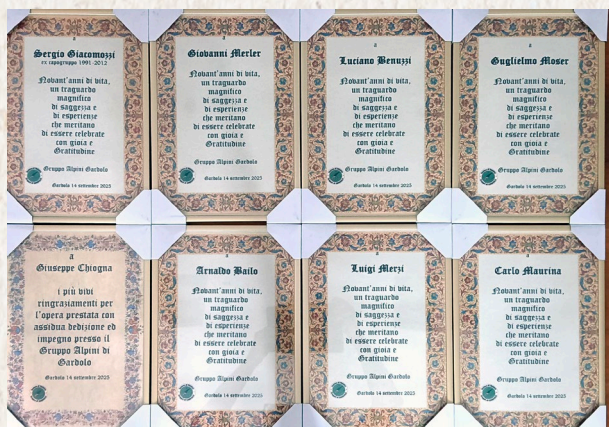 a
Sergio Giacomozzi
ex capogruppo 1991-2012
Novant'anni di vita,
un traguardo
magnifico
di saggezza e
di esperienze
che meritano
di essere celebrate
con gioia e
Gratitudine
Gruppo Alpini Gardolo
Gardolo 14 settembre 2025
a
Giovanni Merler
Novant'anni di vita,
un traguardo
magnifico
di saggezza e
di esperienze
che meritano
di essere celebrate
con gioia e
Gratitudine
Gruppo Alpini Gardolo
Gardolo 14 settembre 2025
a
Luciano Benuzzi
Novant'anni di vita,
un traguardo
magnifico
di saggezza e
di esperienze
che meritano
di essere celebrate
con gioia e
Gratitudine
Gruppo Alpini Gardolo
Gardolo 14 settembre 2025
a
Guglielmo Moser
Novant'anni di vita,
un traguardo
magnifico
di saggezza e
di esperienze
che meritano
di essere celebrate
con gioia e
Gratitudine
Gruppo Alpini Gardolo
Gardolo 14 settembre 2025
a
Giuseppe Chiogna
i più vivi
ringraziamenti per
l'opera prestata con
assidua dedizione ed
impegno presso il
Gruppo Alpini di
Gardolo
Gardolo 14 settembre 2025
a
Arnaldo Bailo
Novant'anni di vita,
un traguardo
magnifico
di saggezza e
di esperienze
che meritano
di essere celebrate
con gioia e
Gratitudine
Gruppo Alpini Gardolo
Gardolo 14 settembre 2025
a
Luigi Merzi
Novant'anni di vita,
un traguardo
magnifico
di saggezza e
di esperienze
che meritano
di essere celebrate
con gioia e
Gratitudine
Gruppo Alpini Gardolo
Gardolo 14 settembre 2025
a
Carlo Maurina
Novant'anni di vita,
un traguardo
magnifico
di saggezza e
di esperienze
che meritano
di essere celebrate
con gioia e
Gratitudine
Gruppo Alpini Gardolo
Gardolo 14 settembre 2025